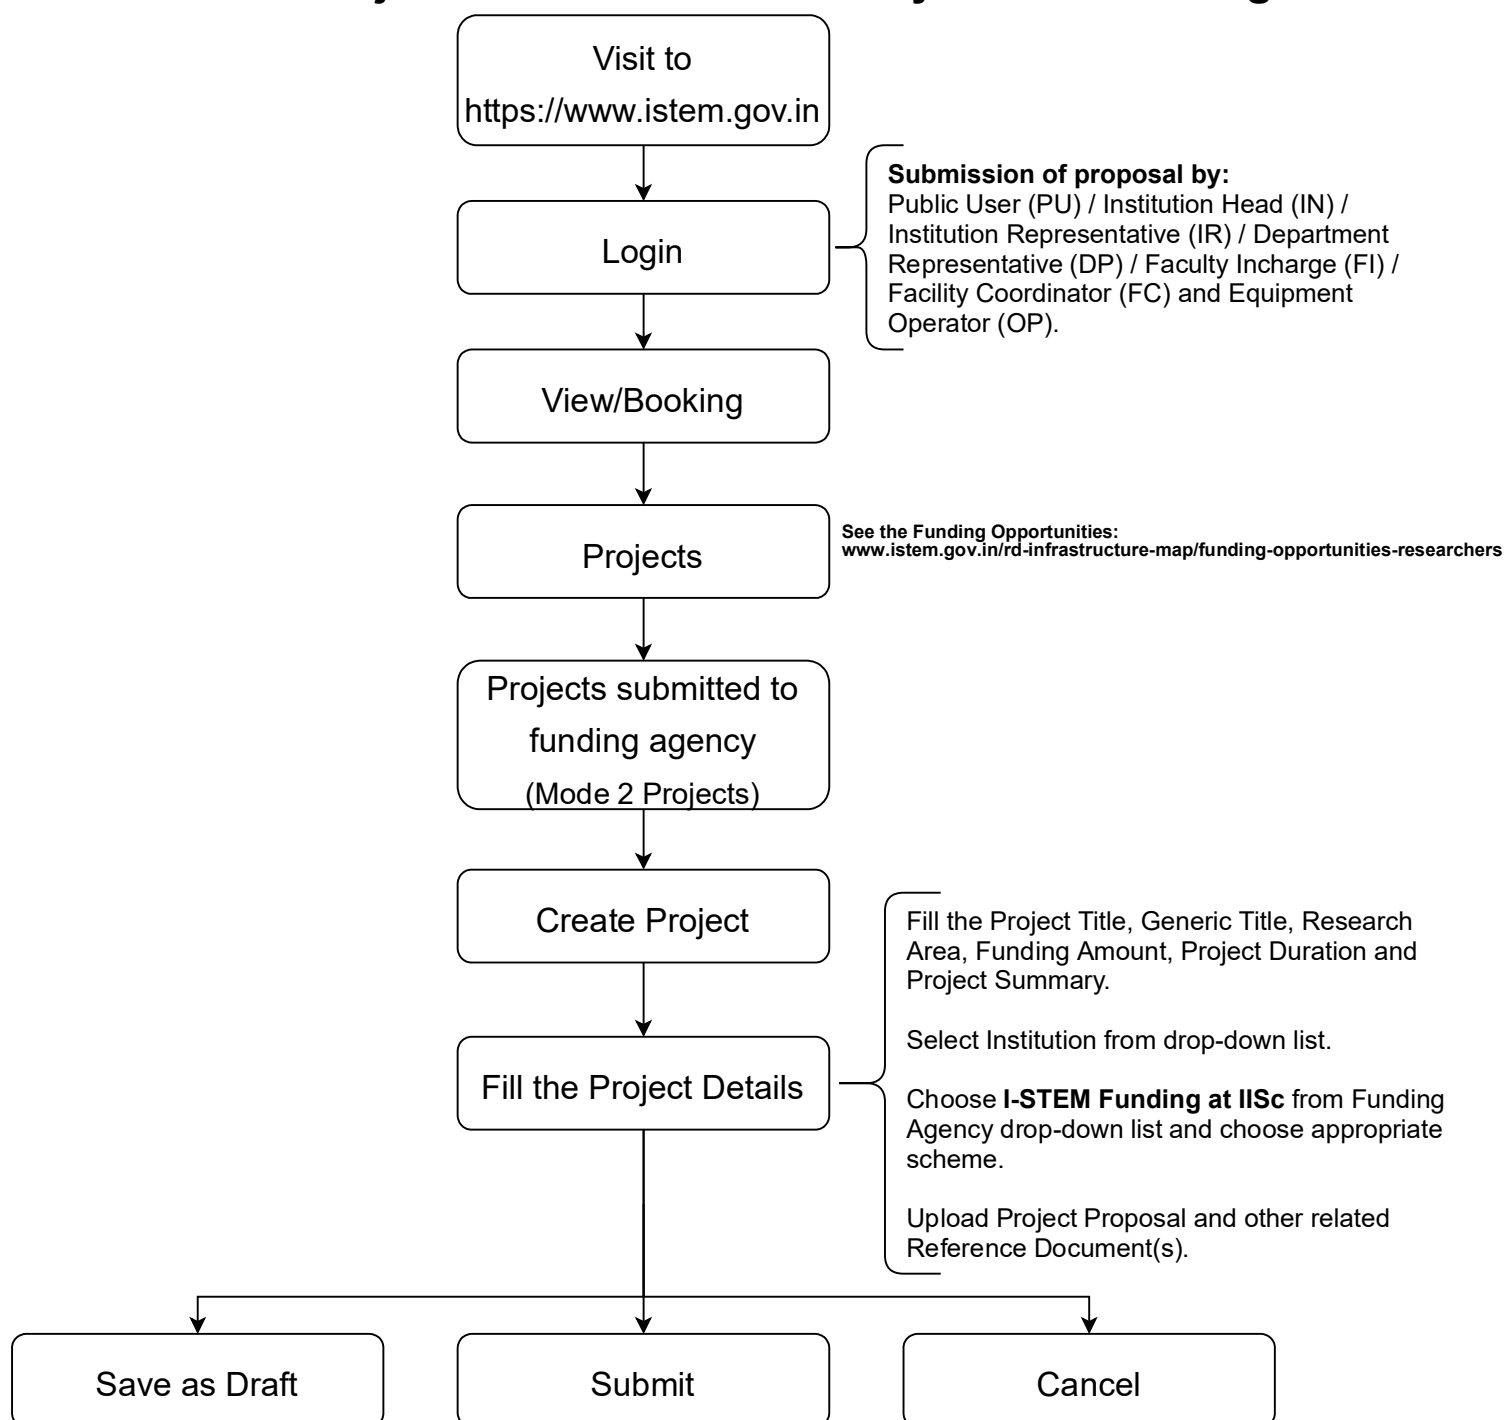 Visit to
https://www.istem.gov.in
Submission of proposal by:
Public User (PU) / Institution Head (IN) /
Institution Representative (IR) / Department
Representative (DP) / Faculty Incharge (FI) /
Facility Coordinator (FC) and Equipment
Operator (OP).
Login
View/Booking
See the Funding Opportunities:
www.istem.gov.in/rd-infrastructure-map/funding-opportunities-researchers
Projects
Projects submitted to
funding agency
(Mode 2 Projects)
Create Project
Fill the Project Title, Generic Title, Research
Area, Funding Amount, Project Duration and
Project Summary.
Select Institution from drop-down list.
Fill the Project Details
Choose I-STEM Funding at IISc from Funding
Agency drop-down list and choose appropriate
scheme.
Upload Project Proposal and other related
Reference Document(s).
Save as Draft
Submit
Cancel